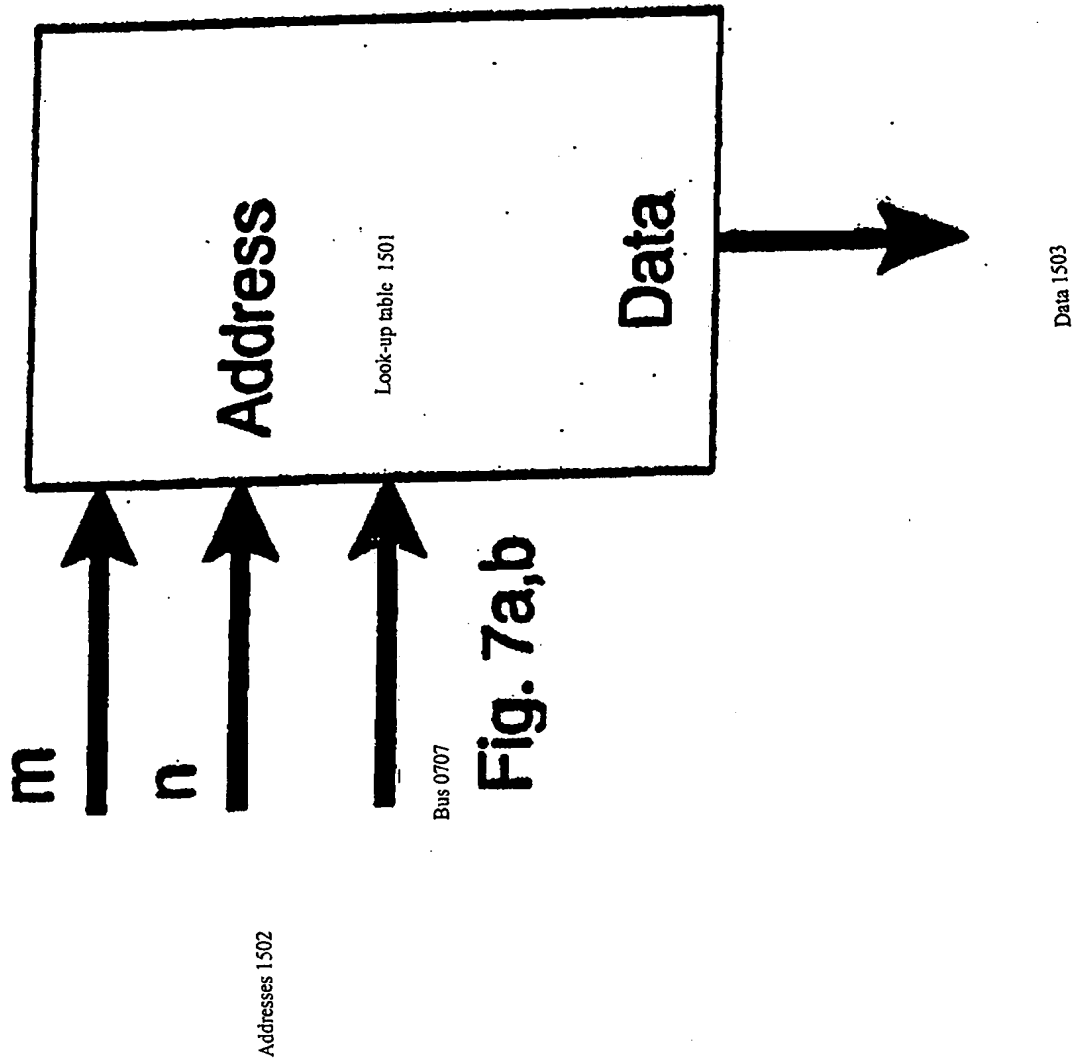 m
n
Bus 0707
Fig. 7a,b
Addresses 1502
Address
Look-up table 1501
Data
Data 1503